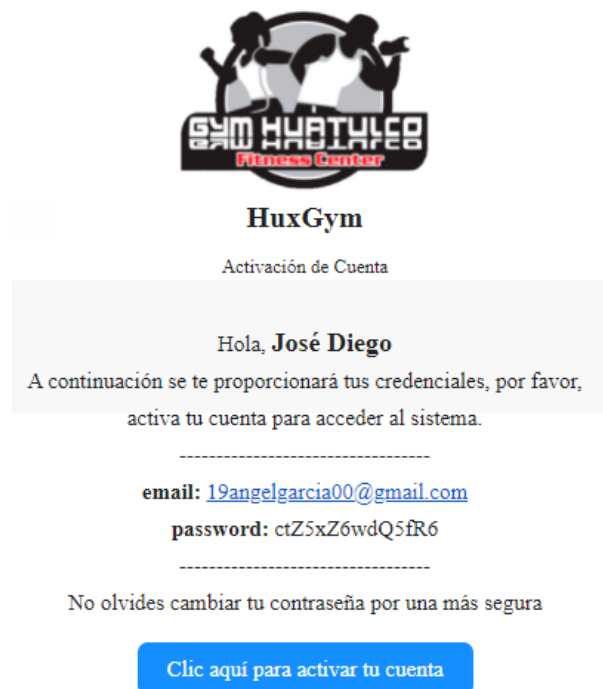 GYM HUATULCO
Fitness Center
HuxGym
Activación de Cuenta
Hola, José Diego
A continuación se te proporcionará tus credenciales, por favor,
activa tu cuenta para acceder al sistema.
----------------------------------
email: 19angelgarcia00@gmail.com
password: ctZ5xZ6wdQ5fR6
----------------------------------
No olvides cambiar tu contraseña por una más segura
Clic aquí para activar tu cuenta